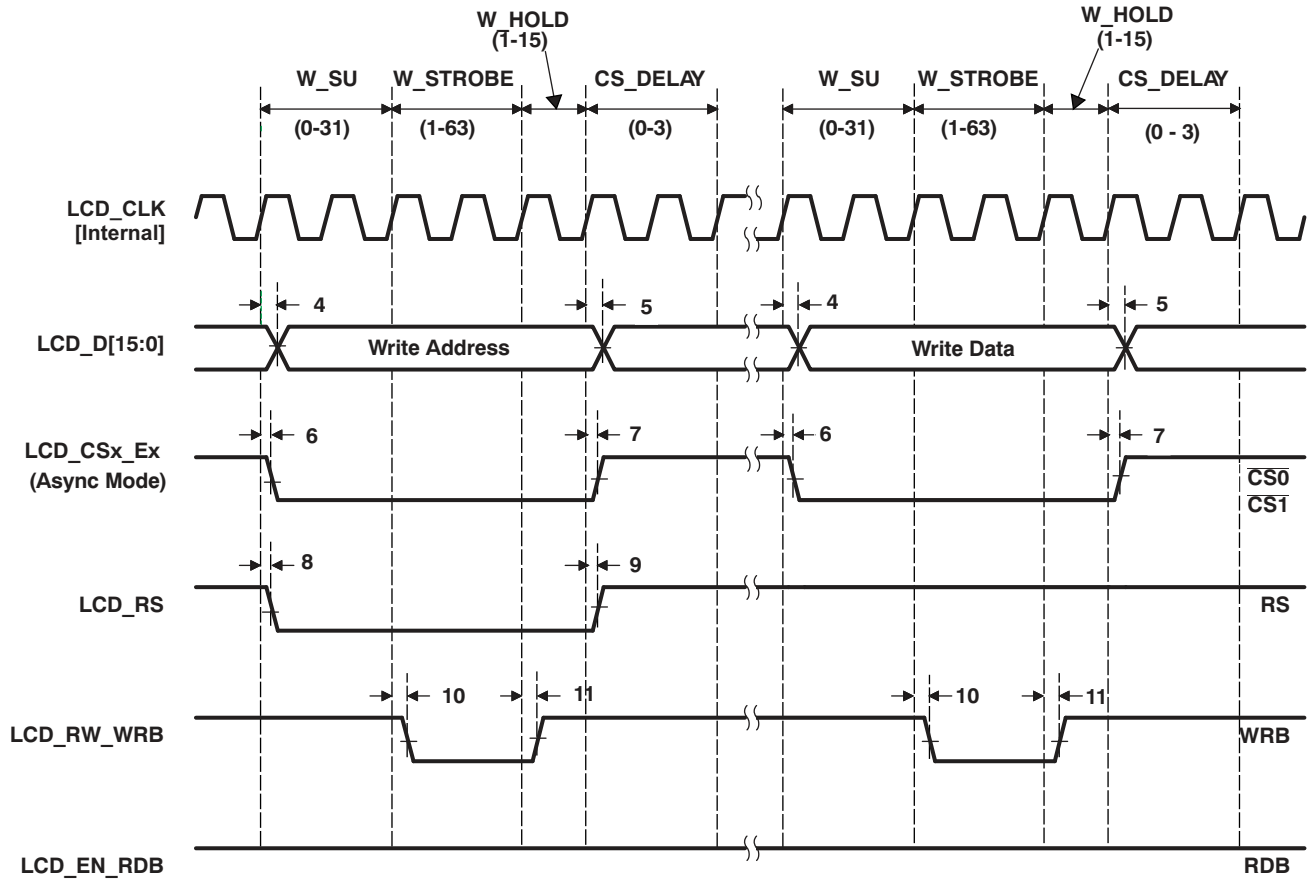 W_HOLD
(1-15)
W_HOLD
(1-15)
W_SU
W_STROBE
CS_DELAY
W_SU
W_STROBE
CS_DELAY
(0-31)
(1-63)
(0-3)
(0-31)
(1-63)
(0 - 3)
LCD_CLK
[Internal]
4
5
4
5
LCD_D[15:0]
Write Address
Write Data
6
7
6
7
LCD_CSx_Ex
(Async Mode)
CS0
CS1
8
9
LCD_RS
RS
10
11
10
11
LCD_RW_WRB
WRB
LCD_EN_RDB
RDB